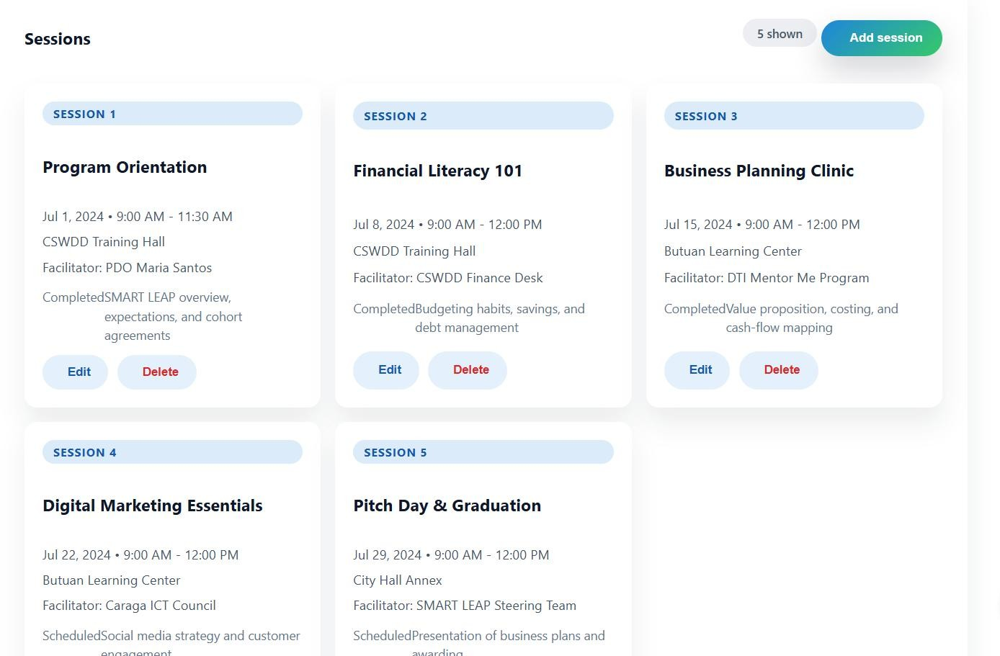 Sessions
5 shown
Add session
SESSION 1
Program Orientation
Jul 1, 2024 • 9:00 AM - 11:30 AM
CSWDD Training Hall
Facilitator: PDO Maria Santos
CompletedSMART LEAP overview,
expectations, and cohort
agreements
Edit
Delete
SESSION 2
Financial Literacy 101
Jul 8, 2024 • 9:00 AM - 12:00 PM
CSWDD Training Hall
Facilitator: CSWDD Finance Desk
CompletedBudgeting habits, savings, and
debt management
Edit
Delete
SESSION 3
Business Planning Clinic
Jul 15, 2024 • 9:00 AM - 12:00 PM
Butuan Learning Center
Facilitator: DTI Mentor Me Program
CompletedValue proposition, costing, and
cash-flow mapping
Edit
Delete
SESSION 4
Digital Marketing Essentials
Jul 22, 2024 • 9:00 AM - 12:00 PM
Butuan Learning Center
Facilitator: Caraga ICT Council
ScheduledSocial media strategy and customer
engagement
SESSION 5
Pitch Day & Graduation
Jul 29, 2024 • 9:00 AM - 12:00 PM
City Hall Annex
Facilitator: SMART LEAP Steering Team
ScheduledPresentation of business plans and
awarding